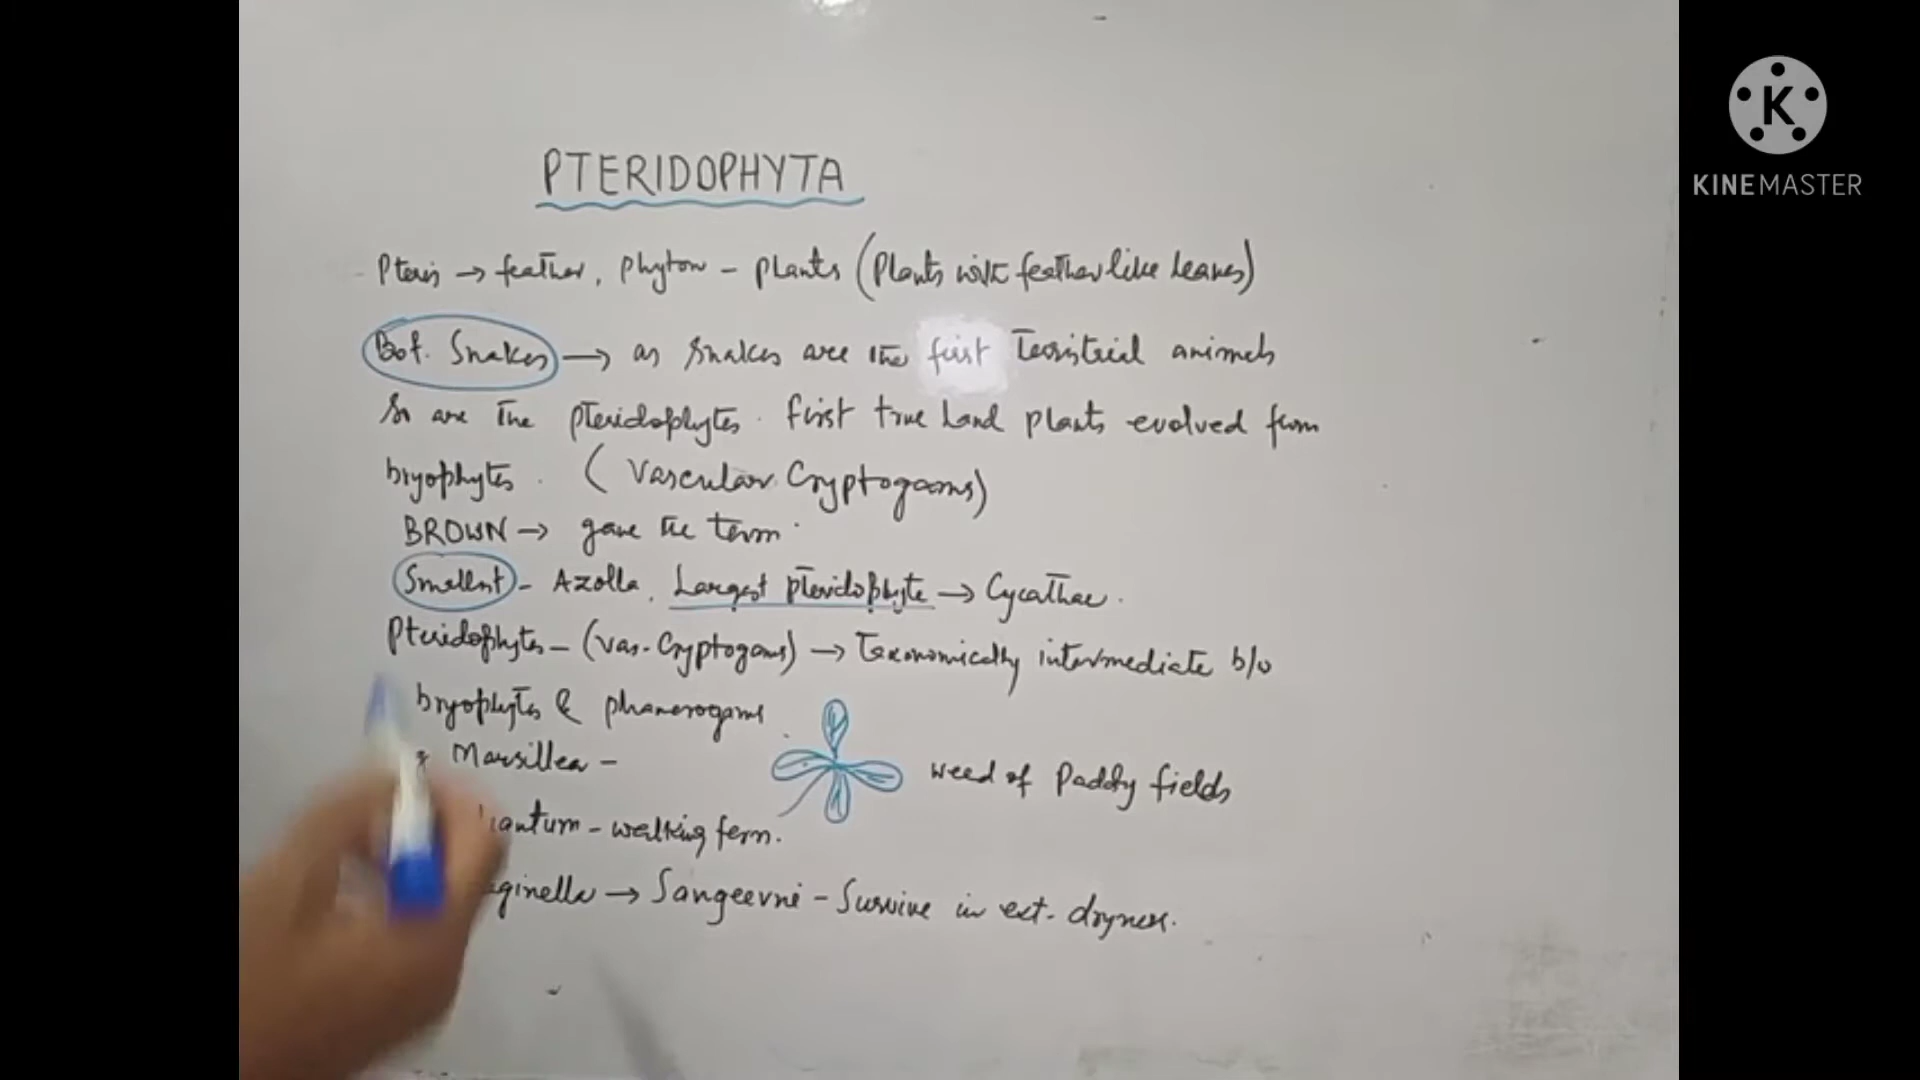 PTERIDOPHYTA
Pteris → feather, Phyton - plants (Plants with feather like leaves)
Bot. Snakes → as snakes are the first Terristrial animals
So are the pteridophytes. First true Land plants evolved from
bryophytes. (Vascular Cryptogams)
BROWN → gave the term.
Smallest - Azolla, Largest pteridophyte → Cycathae.
Pteridophytes - (vas. Cryptogams) → Taxonomically intermediate b/w
bryophytes & phanerogams
Marsillea -
weed of Paddy fields
iantum - walking fern.
ginella → Sangeevni - Survive in ext. dryness.
K
KINEMASTER